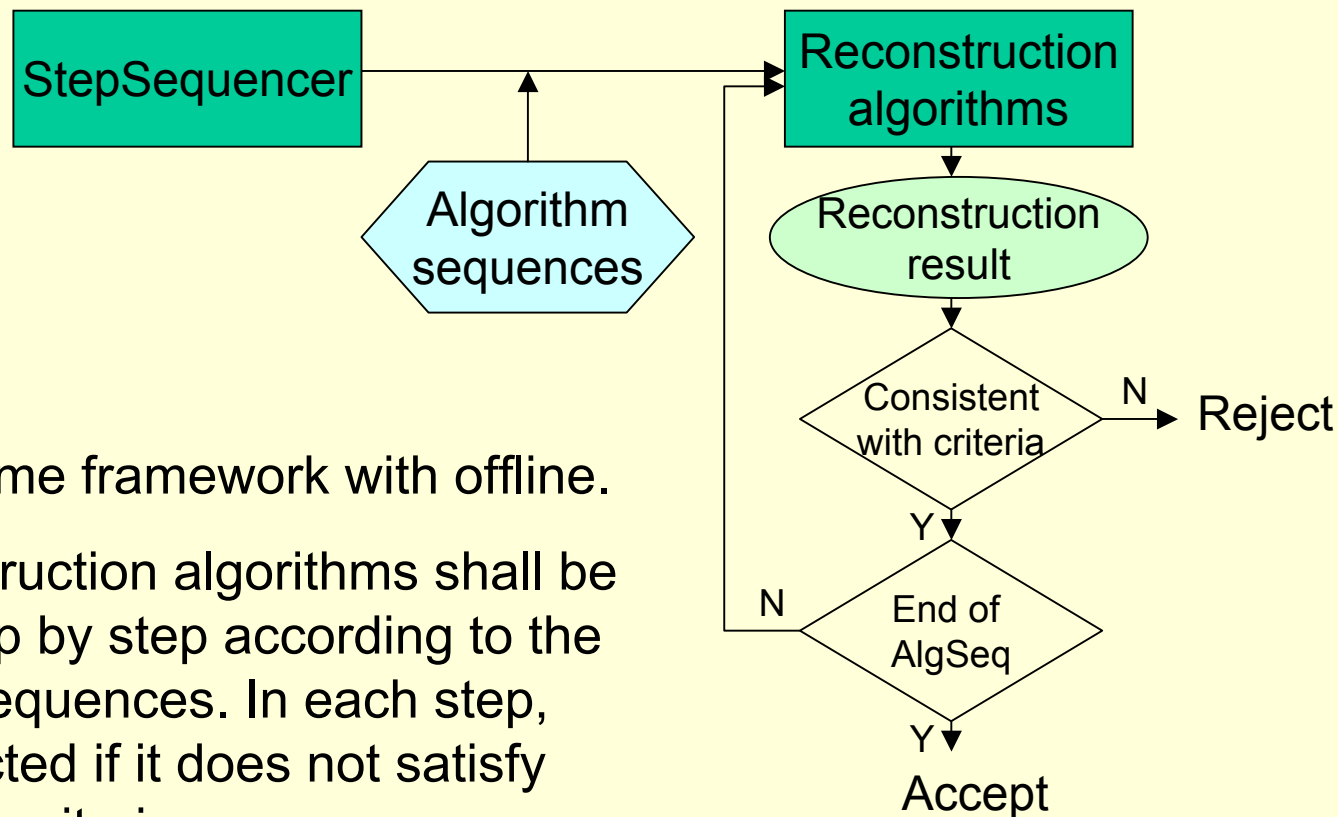 StepSequencer
Reconstruction
algorithms
Algorithm
sequences
Reconstruction
result
Consistent
with criteria
N
Reject
Y
End of
AlgSeq
N
Y
Accept
me framework with offline.
ruction algorithms shall be
p by step according to the
equences. In each step,
cted if it does not satisfy